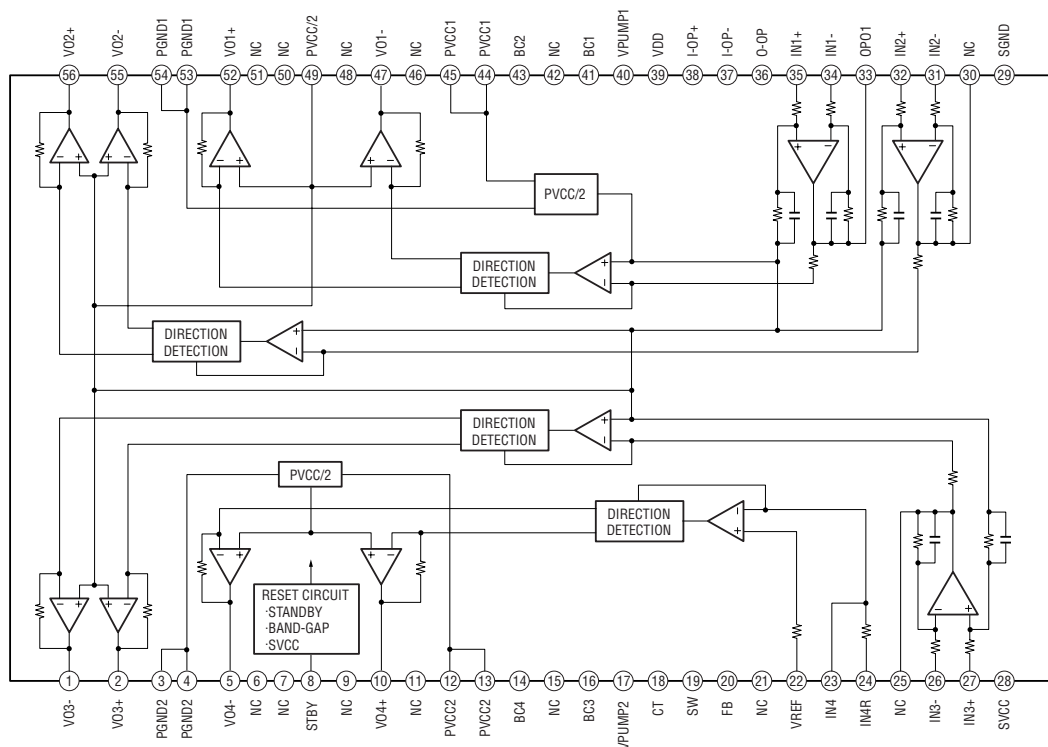 VO2+
VO2-
PGND1
PGND1
VO1+
NC
NC
PVCC/2
NC
VO1-
NC
PVCC1
PVCC1
BC2
NC
BC1
VPUMP1
VDD
I-OP+
I-OP-
O-OP
IN1+
IN1-
OPO1
IN2+
IN2-
NC
SGND
56
55
54
53
52
51
50
49
48
47
46
45
44
43
42
41
40
39
38
37
36
35
34
33
32
31
30
29
- + + -
- +
+ -
+ -
+ -
PVCC/2
DIRECTION
DETECTION
+
-
DIRECTION
DETECTION
+
-
DIRECTION
DETECTION
+
-
PVCC/2
DIRECTION
DETECTION
-
+
- +
+ -
RESET CIRCUIT
·STANDBY
·BAND-GAP
·SVCC
- + + -
- +
1
2
3
4
5
6
7
8
9
10
11
12
13
14
15
16
17
18
19
20
21
22
23
24
25
26
27
28
VO3-
VO3+
PGND2
PGND2
VO4-
NC
NC
STBY
NC
VO4+
NC
PVCC2
PVCC2
BC4
NC
BC3
VPUMP2
CT
SW
FB
NC
VREF
IN4
IN4R
NC
IN3-
IN3+
SVCC